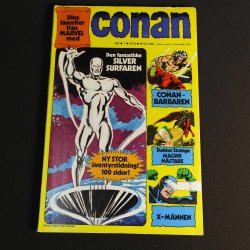 Dina
favoriter
från
MARVEL
med
conan
Den fantastiske
SILVER
SURFAREN
CONAN-
BARBAREN
NY STOR
äventyrstidning!
100 sidor!
Doktor Strange
MAGINS
MÄSTARE
X-MÄNNEN